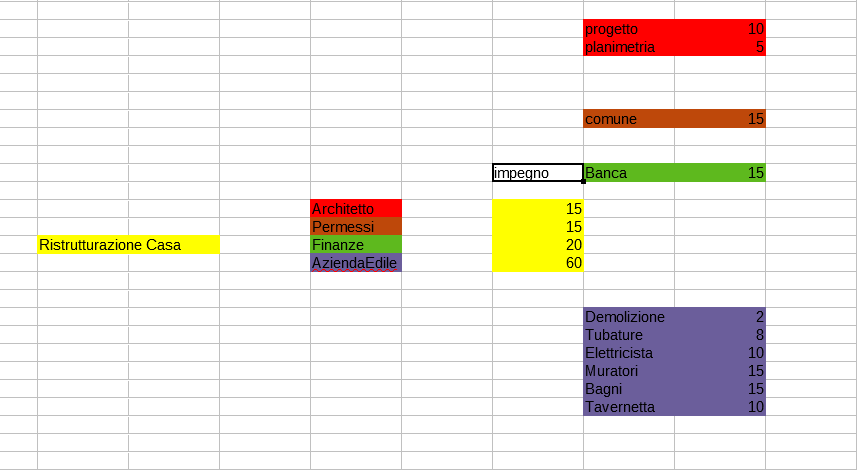 progetto 10
planimetria 5
comune 15
impegno Banca 15
Architetto 15
Permessi 15
Ristrutturazione Casa Finanze 20
AziendaEdile 60
Demolizione 2
Tubature 8
Elettricista 10
Muratori 15
Bagni 15
Tavernetta 10